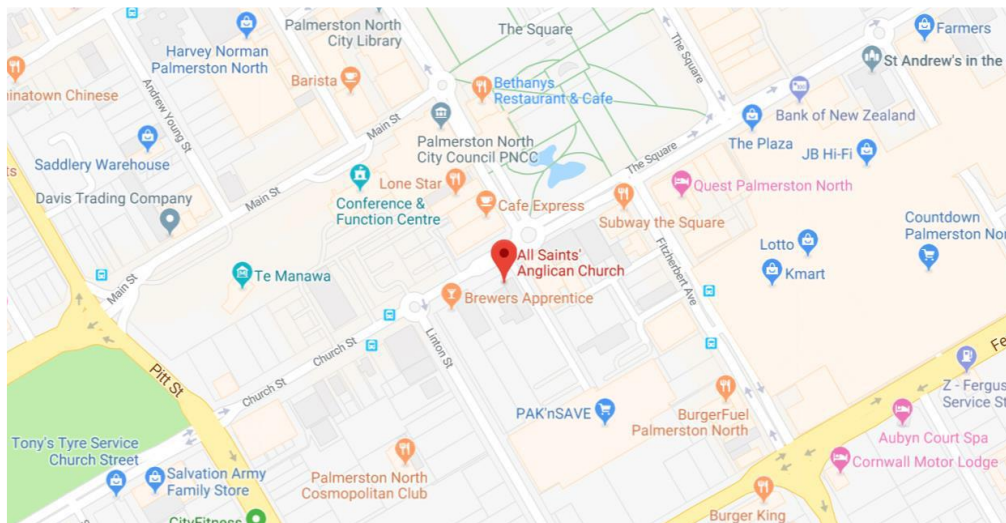 Palmerston North
City Library
The Square
The Square
Farmers
Harvey Norman
Palmerston North
St Andrew's in the
Barista
Bethanys
Restaurant & Cafe
Bank of New Zealand
Chinatown Chinese
Andrew Young St
Main St
Palmerston North
City Council PNCC
The Plaza
JB Hi-Fi
Saddlery Warehouse
The Square
Lone Star
Quest Palmerston North
Davis Trading Company
Main St
Conference &
Function Centre
Cafe Express
Subway the Square
Countdown
Palmerston Nor
All Saints'
Anglican Church
Lotto
Te Manawa
Kmart
Fitzherbert Ave
Main St
Brewers Apprentice
Linton St
Church St
Pitt St
Fe
Church St
Z - Fergus
Service St
PAK'nSAVE
BurgerFuel
Palmerston North
Aubyn Court Spa
Tony's Tyre Service
Church Street
Salvation Army
Family Store
Palmerston North
Cosmopolitan Club
Cornwall Motor Lodge
CityFitness
Burger King